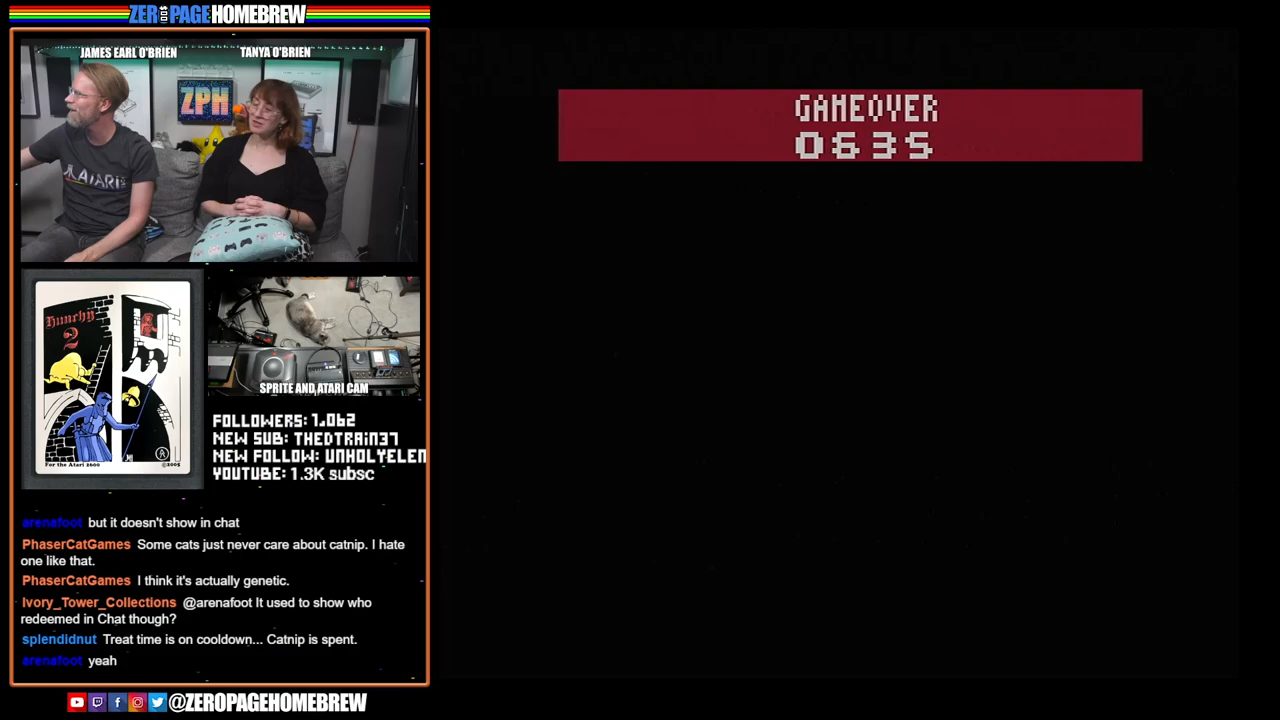 ZEROPAGEHOMEBREW
JAMES EARL O'BRIEN
TANYA O'BRIEN
ZPH
ATARI
GAMEOVER
0635
Hunchy
2
For the Atari 2600
©2005
SPRITE AND ATARI CAM
FOLLOWERS: 1,062
NEW SUB: THEDTRAIN37
NEW FOLLOW: UNHOLYELEN
YOUTUBE: 1.3K subsc
arenafoot but it doesn't show in chat
PhaserCatGames Some cats just never care about catnip. I hate
one like that.
PhaserCatGames I think it's actually genetic.
Ivory_Tower_Collections @arenafoot It used to show who
redeemed in Chat though?
splendidnut Treat time is on cooldown... Catnip is spent.
arenafoot yeah
@ZEROPAGEHOMEBREW